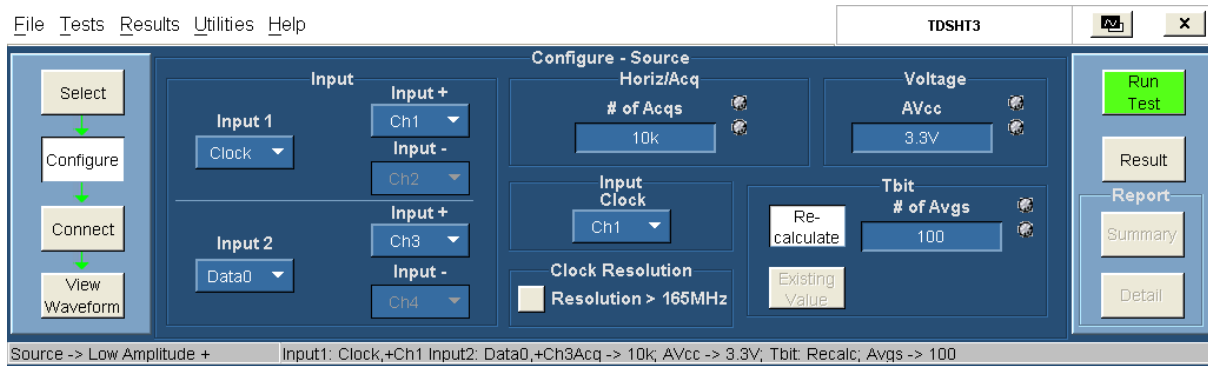 File Tests Results Utilities Help
TDSHT3
x
Select
Configure
Connect
View
Waveform
Configure - Source
Input
Input 1
Clock
Input +
Ch1
Input -
Ch2
Input 2
Data0
Input +
Ch3
Input -
Ch4
Horiz/Acq
# of Acqs
10k
Input
Clock
Ch1
Clock Resolution
Resolution > 165MHz
Voltage
AVcc
3.3V
Tbit
Re-
calculate
# of Avgs
100
Existing
Value
Run
Test
Result
Report
Summary
Detail
Source -> Low Amplitude +
Input1: Clock,+Ch1 Input2: Data0,+Ch3Acq -> 10k; AVcc -> 3.3V; Tbit: Recalc; Avgs -> 100